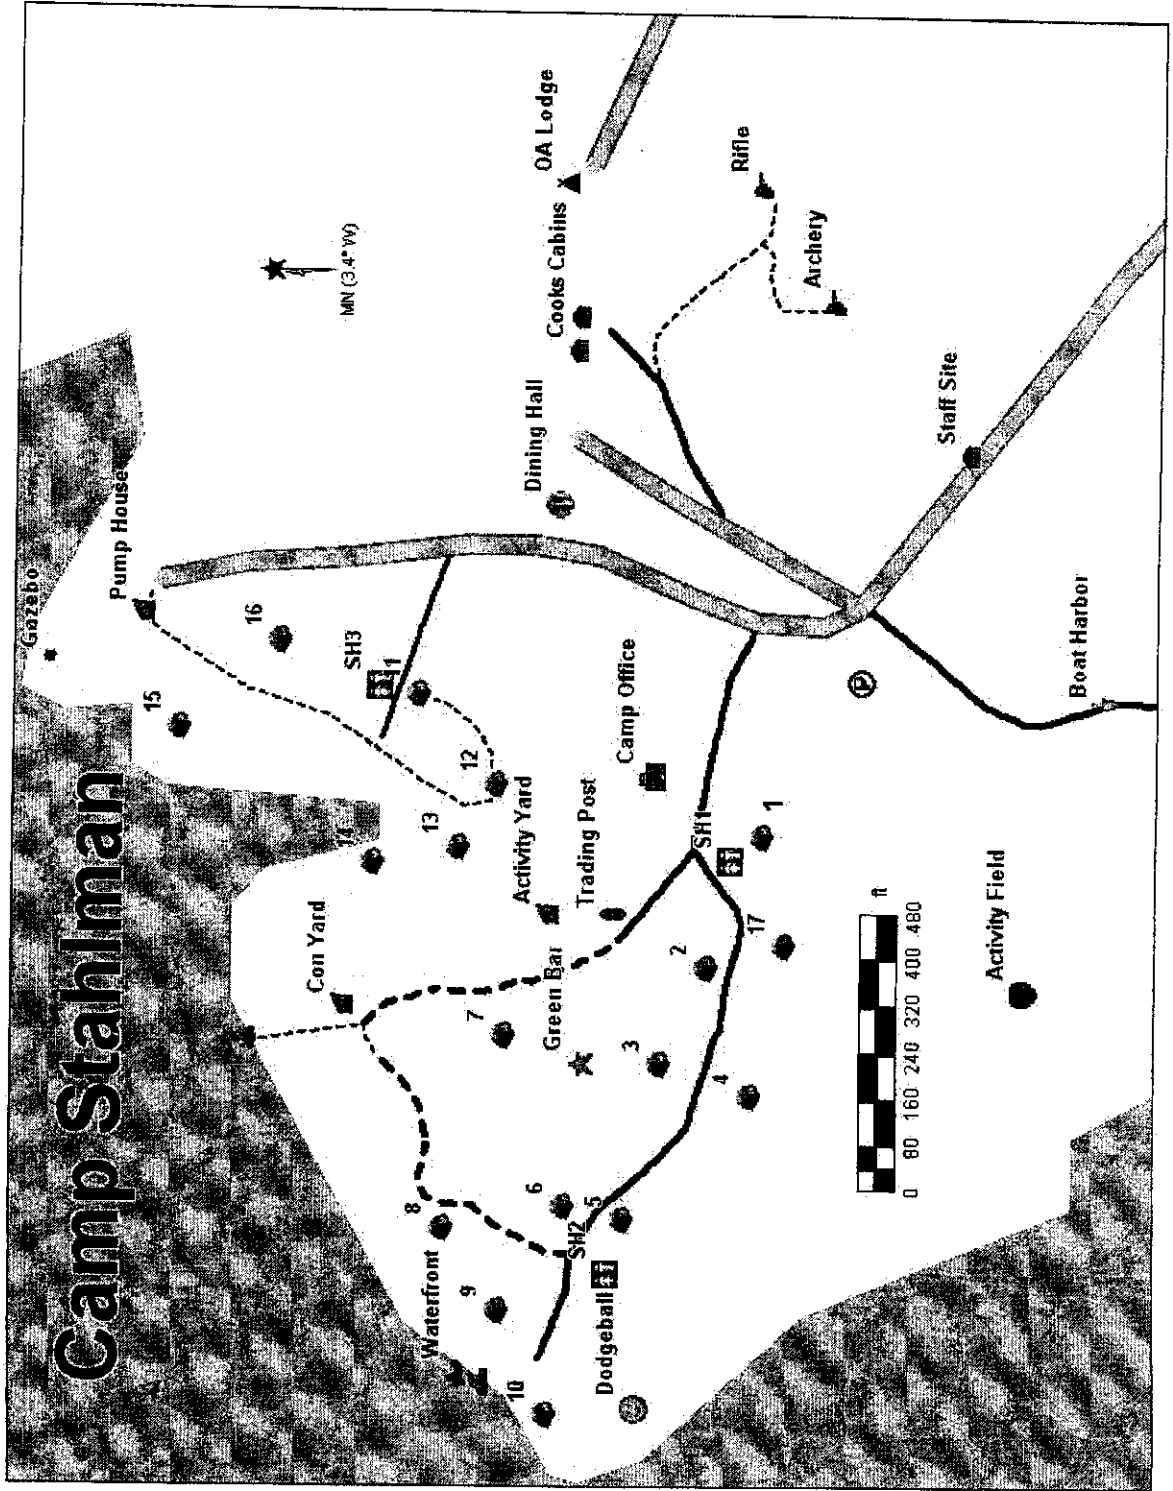 Camp Stahlman
Gazebo
Pump House
15
16
MN (3.4° W)
14
Con Yard
SH3
1
13
12
8
Waterfront
7
9
Activity Yard
Dining Hall
OA Lodge
Cooks Cabins
10
6
Green Bar
Trading Post
SH2
5
Dodgeball
3
Camp Office
2
SH1
4
17
1
Rifle
Archery
P
ft
0 80 160 240 320 400 480
Staff Site
Activity Field
Boat Harbor